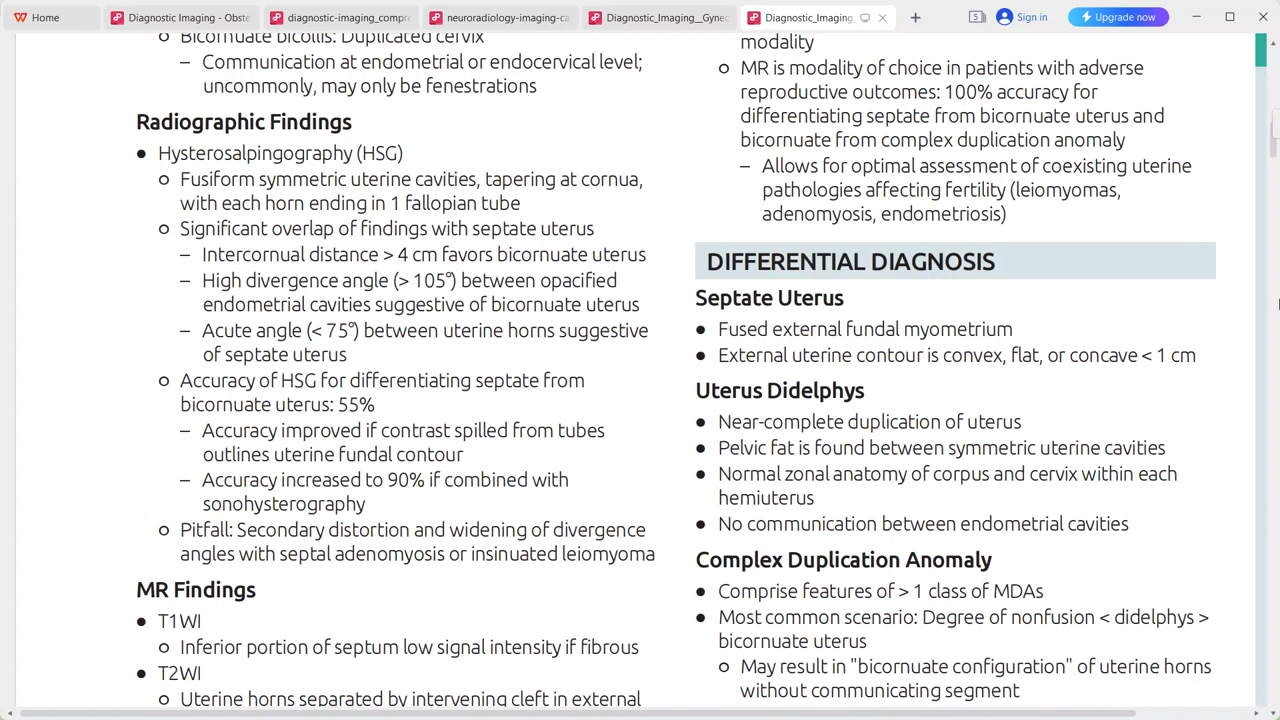 Home
Diagnostic Imaging - Obste
diagnostic-imaging_compre
neuroradiology-imaging-ca
Diagnostic_Imaging__Gynec
Diagnostic_Imaging_
5
Sign in
Upgrade now
○ Bicornuate bicollis: Duplicated cervix
– Communication at endometrial or endocervical level;
uncommonly, may only be fenestrations
Radiographic Findings
● Hysterosalpingography (HSG)
○ Fusiform symmetric uterine cavities, tapering at cornua,
with each horn ending in 1 fallopian tube
○ Significant overlap of findings with septate uterus
– Intercornual distance > 4 cm favors bicornuate uterus
– High divergence angle (> 105°) between opacified
endometrial cavities suggestive of bicornuate uterus
– Acute angle (< 75°) between uterine horns suggestive
of septate uterus
○ Accuracy of HSG for differentiating septate from
bicornuate uterus: 55%
– Accuracy improved if contrast spilled from tubes
outlines uterine fundal contour
– Accuracy increased to 90% if combined with
sonohysterography
○ Pitfall: Secondary distortion and widening of divergence
angles with septal adenomyosis or insinuated leiomyoma
MR Findings
● T1WI
○ Inferior portion of septum low signal intensity if fibrous
● T2WI
○ Uterine horns separated by intervening cleft in external
modality
○ MR is modality of choice in patients with adverse
reproductive outcomes: 100% accuracy for
differentiating septate from bicornuate uterus and
bicornuate from complex duplication anomaly
– Allows for optimal assessment of coexisting uterine
pathologies affecting fertility (leiomyomas,
adenomyosis, endometriosis)
DIFFERENTIAL DIAGNOSIS
Septate Uterus
● Fused external fundal myometrium
● External uterine contour is convex, flat, or concave < 1 cm
Uterus Didelphys
● Near-complete duplication of uterus
● Pelvic fat is found between symmetric uterine cavities
● Normal zonal anatomy of corpus and cervix within each
hemiuterus
● No communication between endometrial cavities
Complex Duplication Anomaly
● Comprise features of > 1 class of MDAs
● Most common scenario: Degree of nonfusion < didelphys >
bicornuate uterus
○ May result in "bicornuate configuration" of uterine horns
without communicating segment